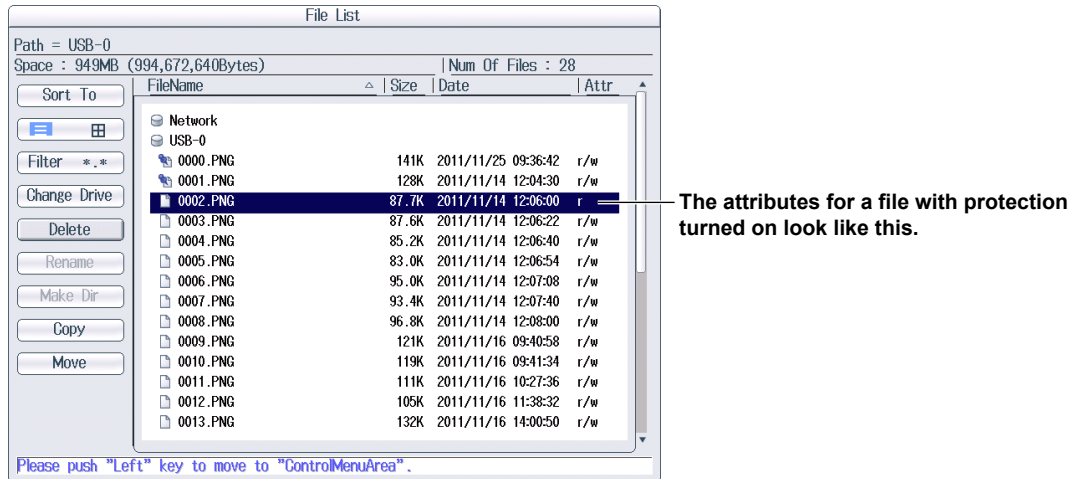 File List
Path = USB-0
Space : 949MB (994,672,640Bytes) Num Of Files : 28
Sort To
FileName Size Date Attr
Network
USB-0
Filter *.*
Change Drive
Delete
Rename
Make Dir
Copy
Move
0000.PNG 141K 2011/11/25 09:36:42 r/w
0001.PNG 128K 2011/11/14 12:04:30 r/w
0002.PNG 87.7K 2011/11/14 12:06:00 r
0003.PNG 87.6K 2011/11/14 12:06:22 r/w
0004.PNG 85.2K 2011/11/14 12:06:40 r/w
0005.PNG 83.0K 2011/11/14 12:06:54 r/w
0006.PNG 95.0K 2011/11/14 12:07:08 r/w
0007.PNG 93.4K 2011/11/14 12:07:40 r/w
0008.PNG 96.8K 2011/11/14 12:08:00 r/w
0009.PNG 121K 2011/11/16 09:40:58 r/w
0010.PNG 119K 2011/11/16 09:41:34 r/w
0011.PNG 111K 2011/11/16 10:27:36 r/w
0012.PNG 105K 2011/11/16 11:38:32 r/w
0013.PNG 132K 2011/11/16 14:00:50 r/w
Please push "Left" key to move to "ControlMenuArea".
The attributes for a file with protection
turned on look like this.